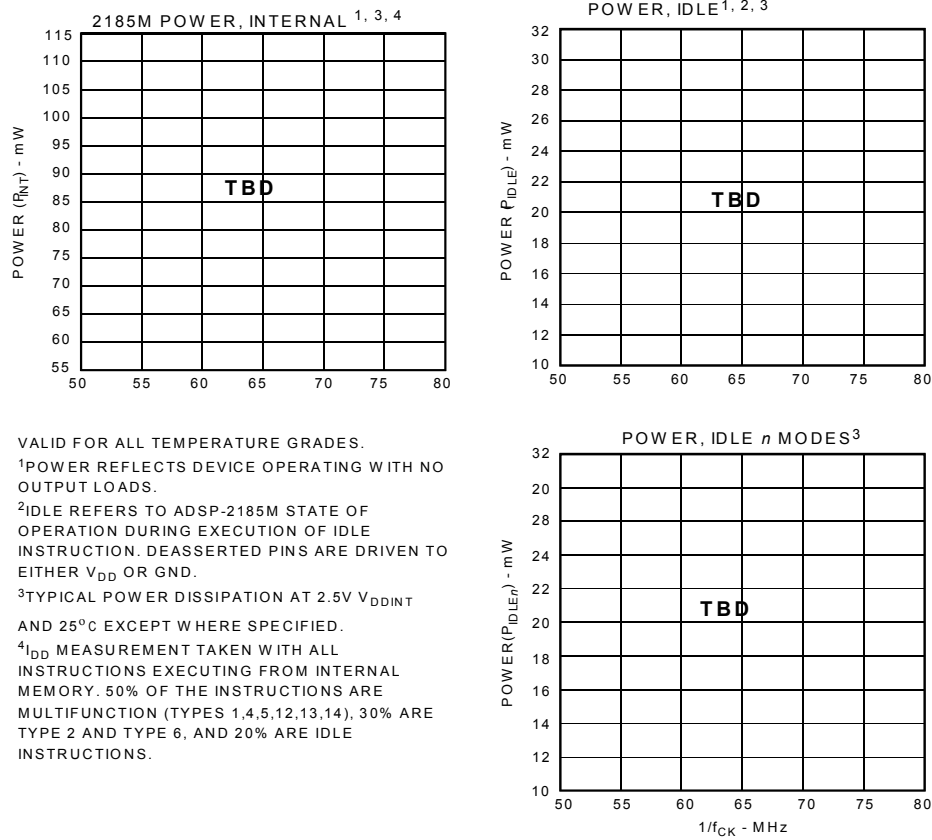 2185M POWER, INTERNAL 1, 3, 4
115
110
105
100
95
90
85
80
75
70
65
60
55
POWER (PINT) - mW
TBD
50 55 60 65 70 75 80
POWER, IDLE1, 2, 3
32
30
28
26
24
22
20
18
16
14
12
10
POWER (PIDLE) - mW
TBD
50 55 60 65 70 75 80
VALID FOR ALL TEMPERATURE GRADES.
1POWER REFLECTS DEVICE OPERATING WITH NO
OUTPUT LOADS.
2IDLE REFERS TO ADSP-2185M STATE OF
OPERATION DURING EXECUTION OF IDLE
INSTRUCTION. DEASSERTED PINS ARE DRIVEN TO
EITHER VDD OR GND.
3TYPICAL POWER DISSIPATION AT 2.5V VDDINT
AND 25°C EXCEPT WHERE SPECIFIED.
4IDD MEASUREMENT TAKEN WITH ALL
INSTRUCTIONS EXECUTING FROM INTERNAL
MEMORY. 50% OF THE INSTRUCTIONS ARE
MULTIFUNCTION (TYPES 1,4,5,12,13,14), 30% ARE
TYPE 2 AND TYPE 6, AND 20% ARE IDLE
INSTRUCTIONS.
POWER, IDLE n MODES3
32
20
28
24
22
20
18
16
14
12
10
POWER(PIDLEn) - mW
TBD
50 55 60 65 70 75 80
1/fCK - MHz